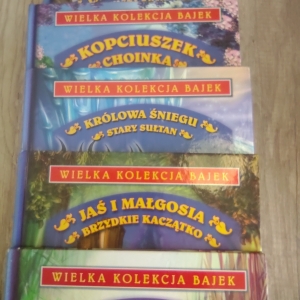 WIELKA KOLEKCJA BAJEK
KOPCIUSZEK
CHOINKA
WIELKA KOLEKCJA BAJEK
KRÓLOWA ŚNIEGU
STARY SUŁTAN
WIELKA KOLEKCJA BAJEK
JAŚ I MAŁGOSIA
BRZYDKIE KACZĄTKO
WIELKA KOLEKCJA BAJEK